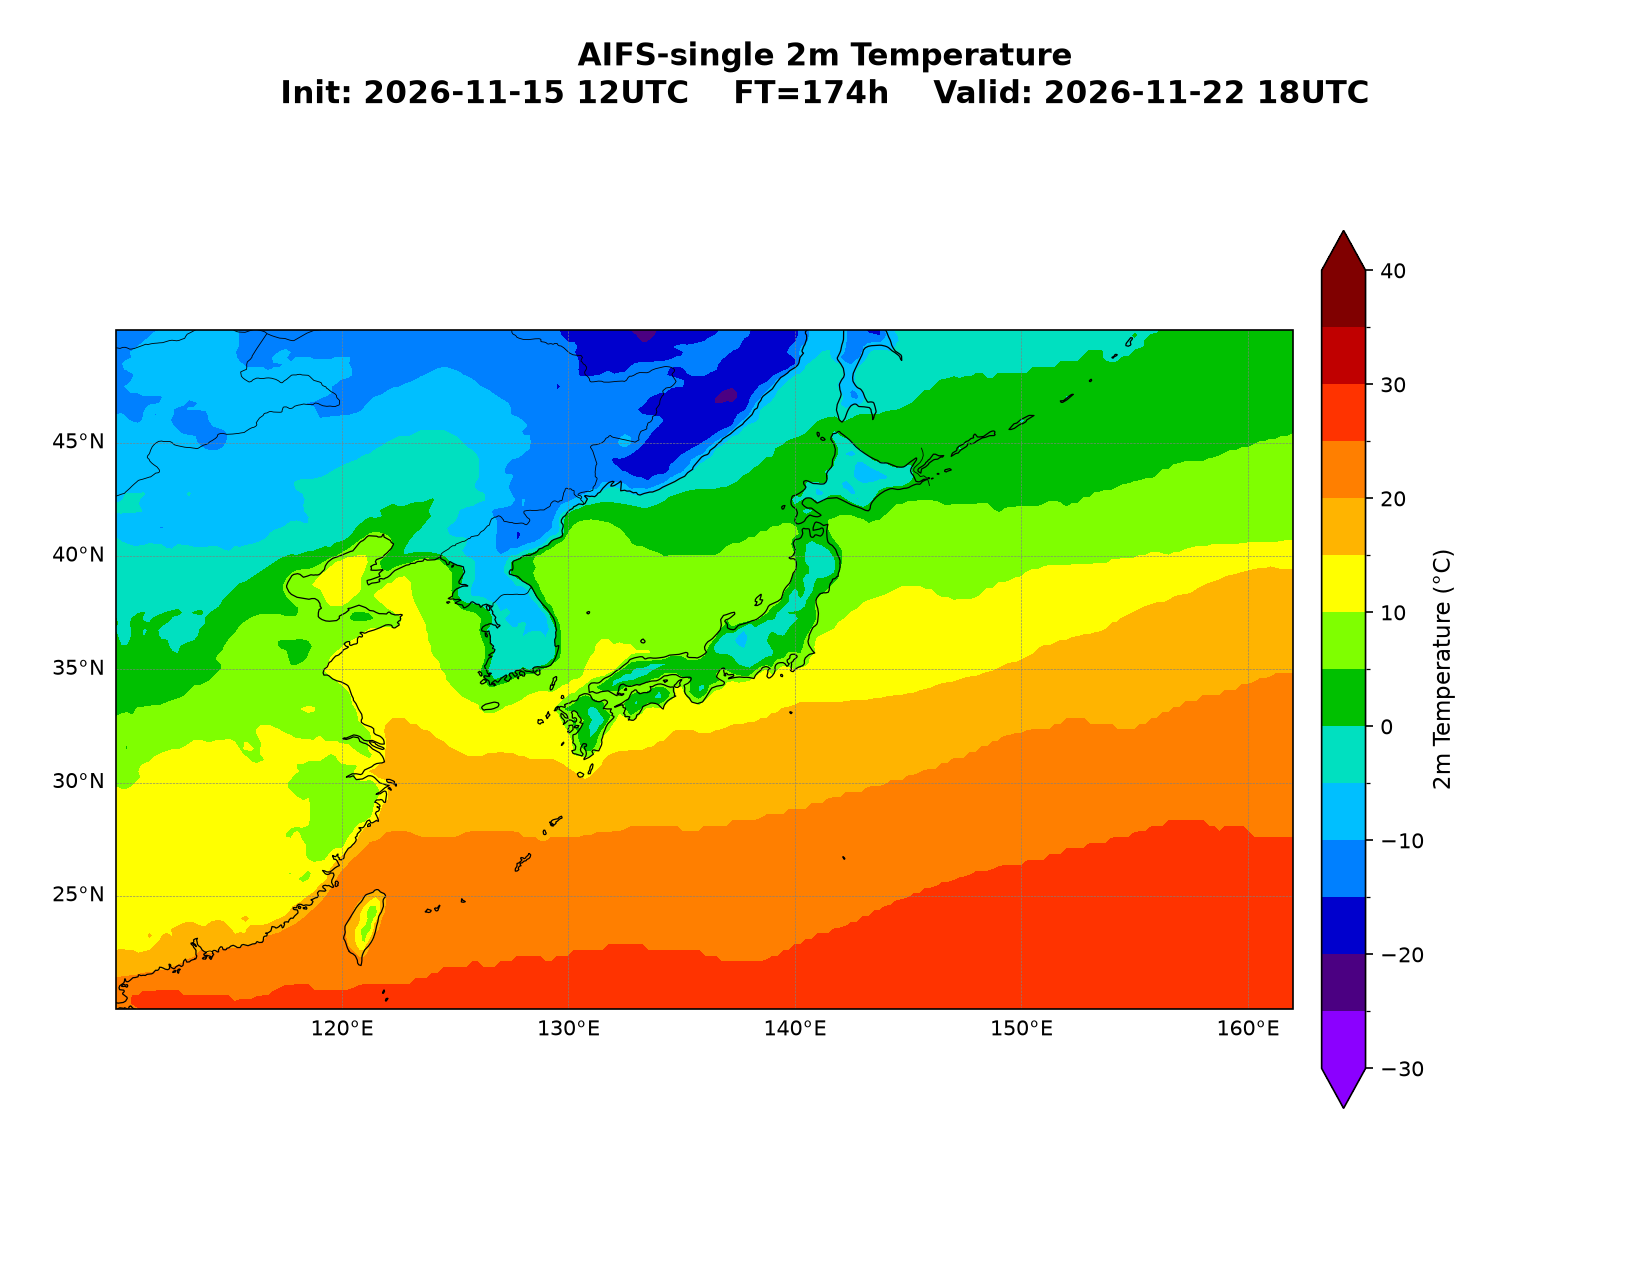 AIFS-single 2m Temperature
Init: 2026-11-15 12UTC    FT=174h    Valid: 2026-11-22 18UTC
40
30
20
10
0
−10
−20
−30
2m Temperature (°C)
45°N
40°N
35°N
30°N
25°N
120°E
130°E
140°E
150°E
160°E